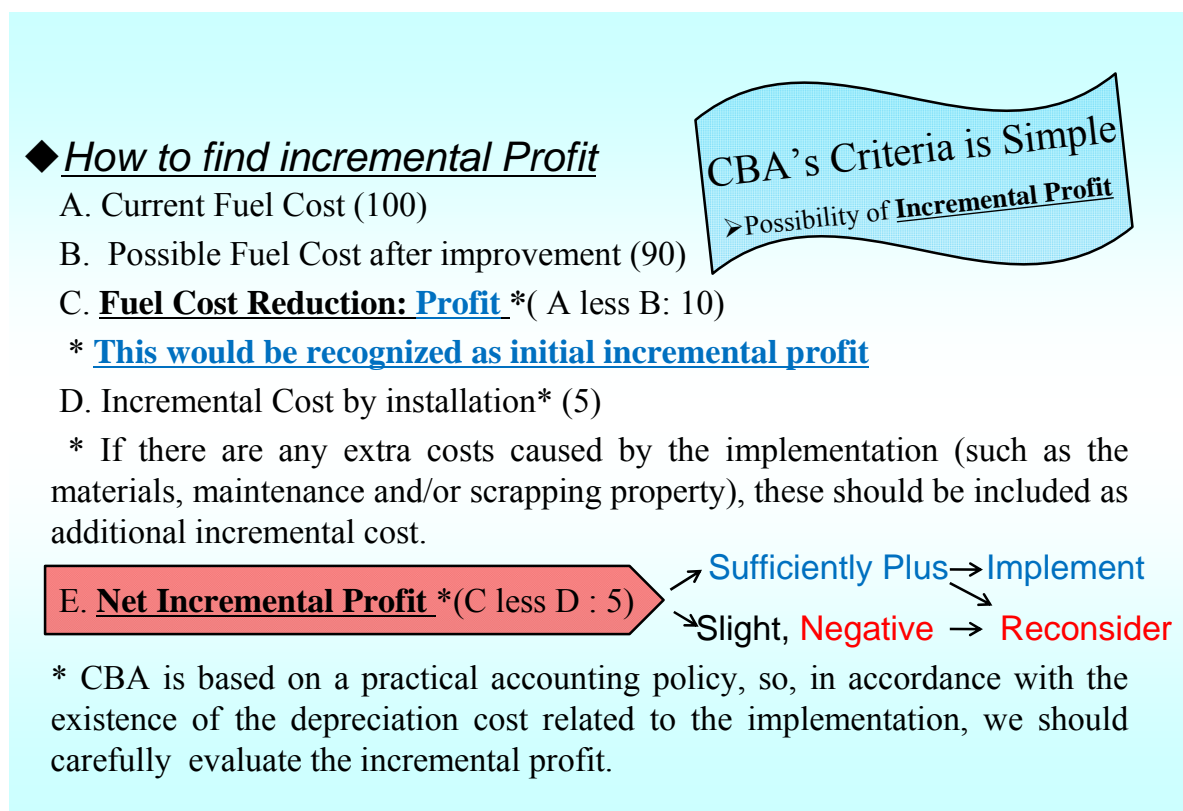 CBA's Criteria is Simple
➢Possibility of Incremental Profit
◆How to find incremental Profit
A. Current Fuel Cost (100)
B. Possible Fuel Cost after improvement (90)
C. Fuel Cost Reduction: Profit *( A less B: 10)
* This would be recognized as initial incremental profit
D. Incremental Cost by installation* (5)
* If there are any extra costs caused by the implementation (such as the
materials, maintenance and/or scrapping property), these should be included as
additional incremental cost.
E. Net Incremental Profit *(C less D : 5)
Sufficiently Plus→Implement
Slight, Negative → Reconsider
* CBA is based on a practical accounting policy, so, in accordance with the
existence of the depreciation cost related to the implementation, we should
carefully evaluate the incremental profit.